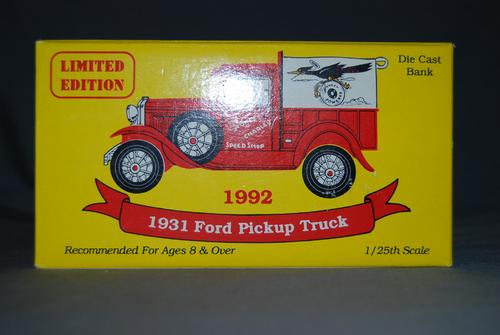 LIMITED
EDITION
Die Cast
Bank
CHARLEY
SPEED SHOP
1992
1931 Ford Pickup Truck
Recommended For Ages 8 & Over
1/25th Scale